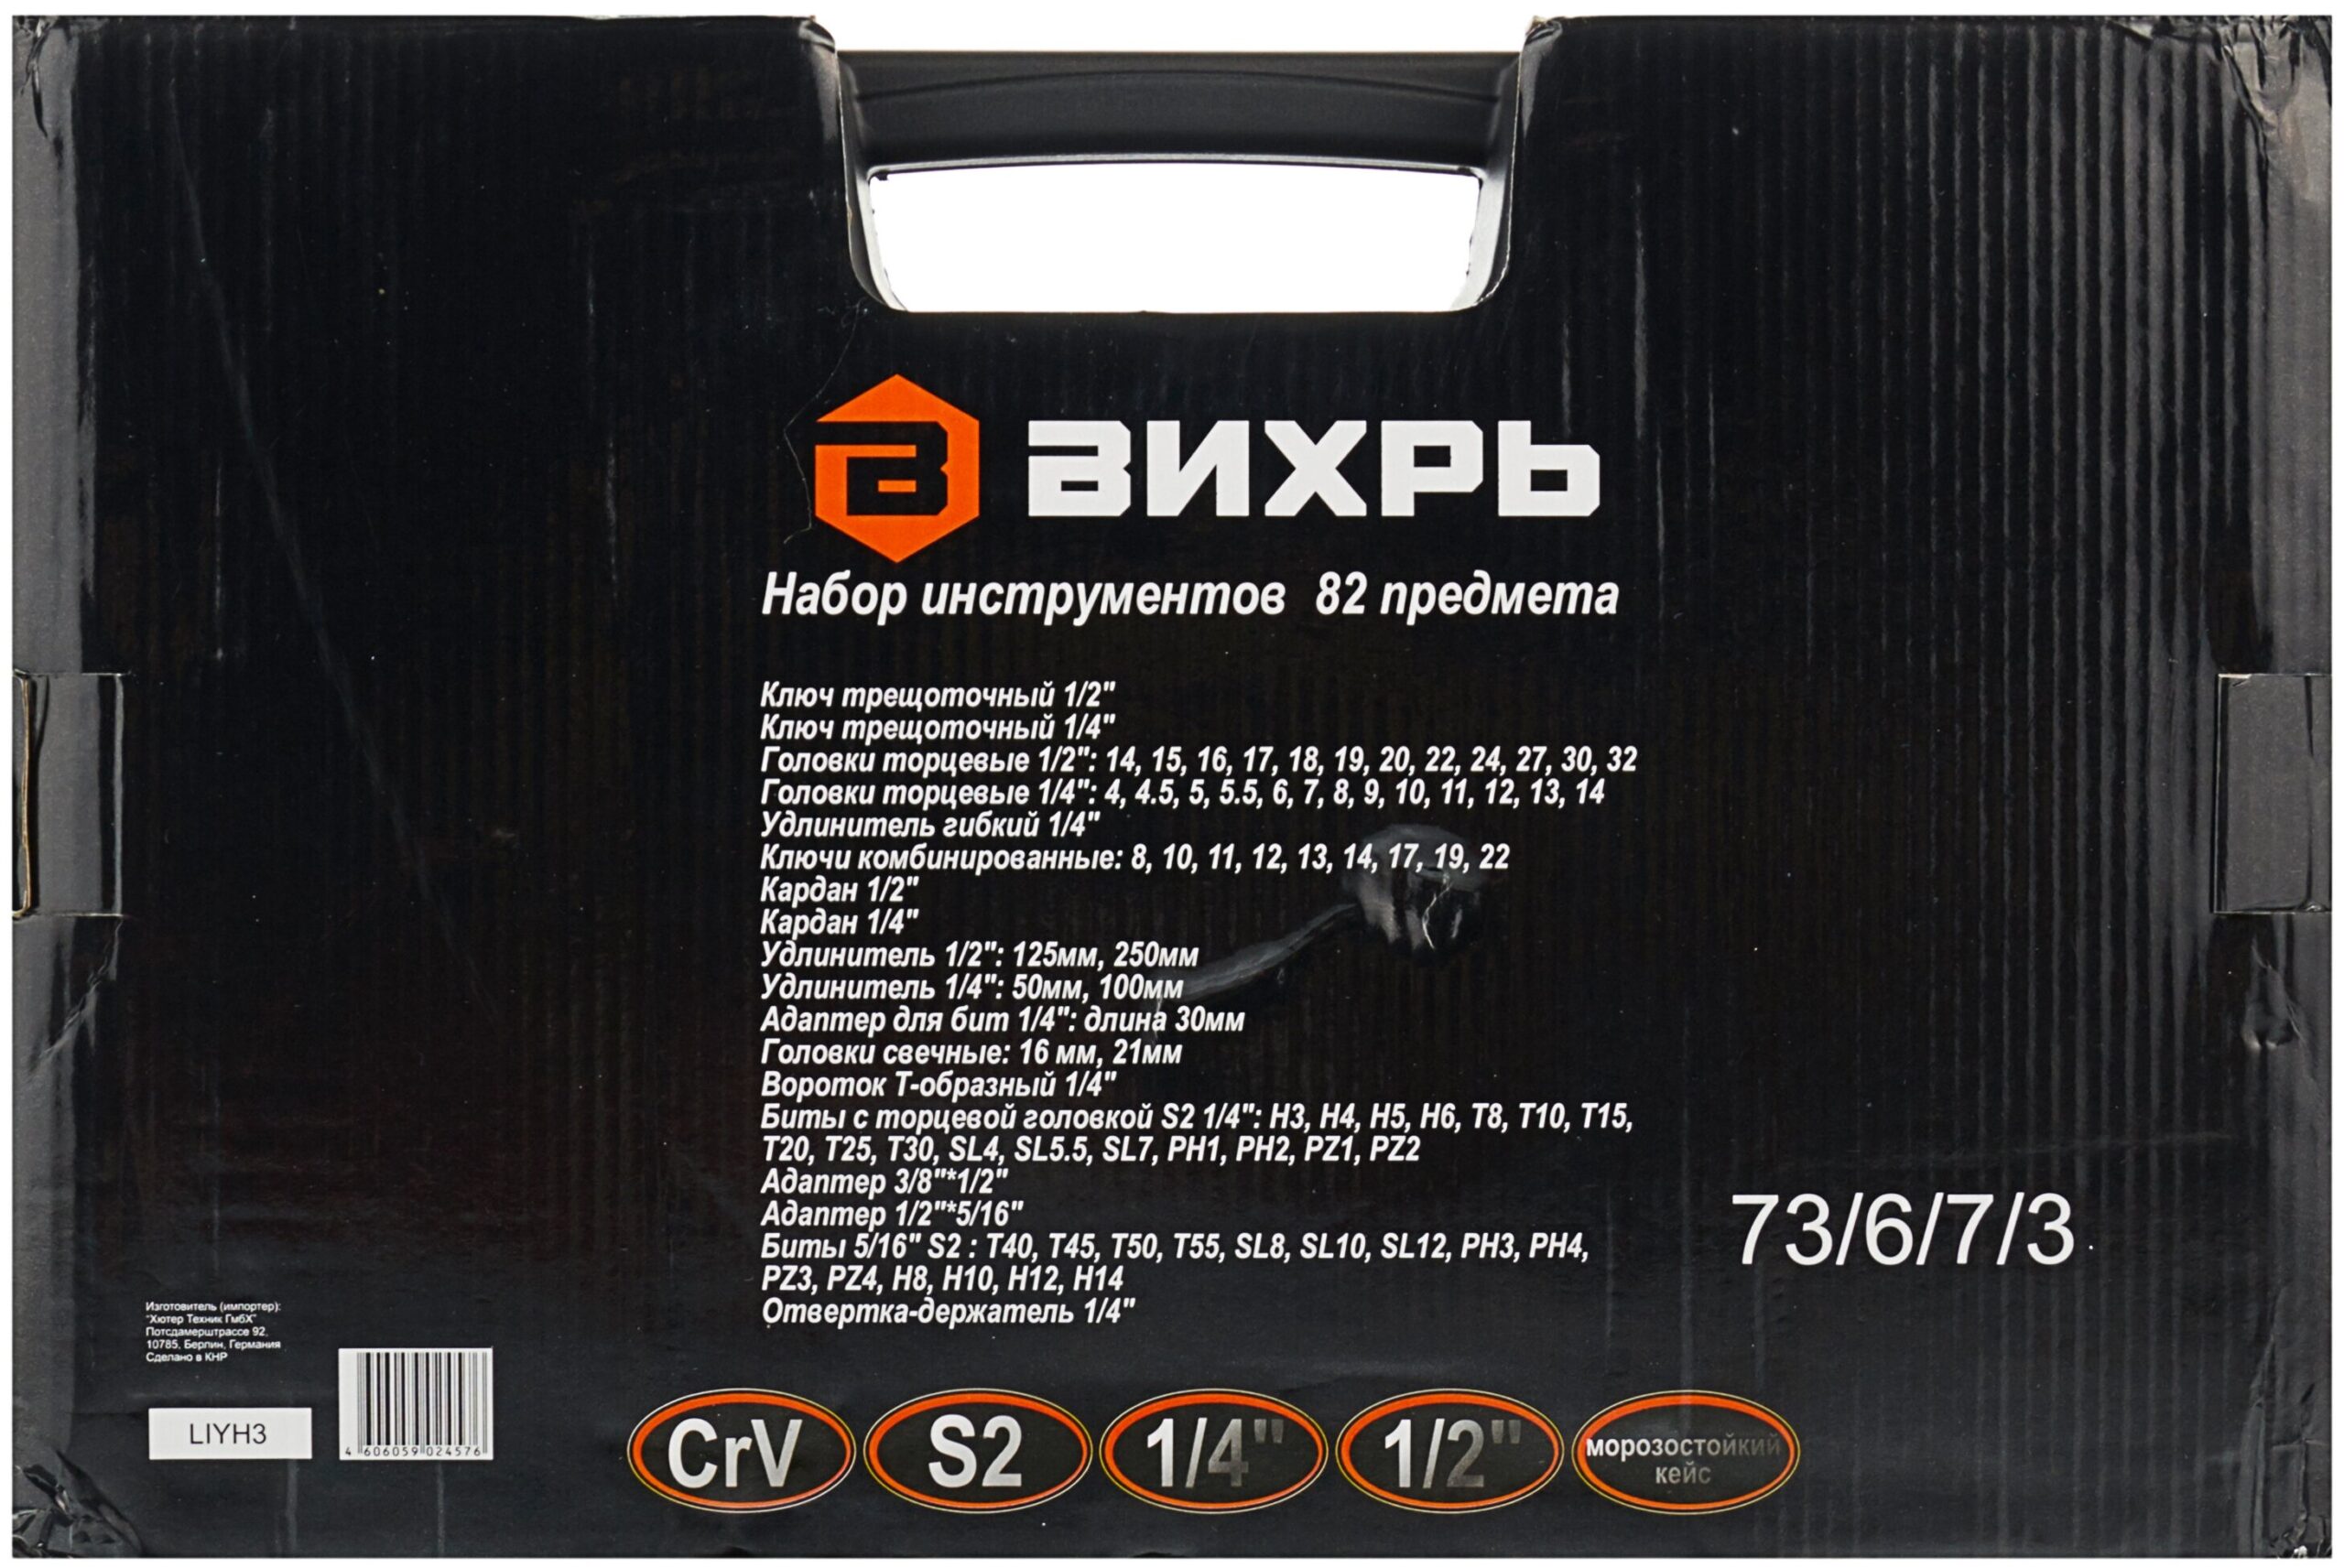 ВИХРЬ
Набор инструментов 82 предмета
Ключ трещоточный 1/2"
Ключ трещоточный 1/4"
Головки торцевые 1/2": 14, 15, 16, 17, 18, 19, 20, 22, 24, 27, 30, 32
Головки торцевые 1/4": 4, 4.5, 5, 5.5, 6, 7, 8, 9, 10, 11, 12, 13, 14
Удлинитель гибкий 1/4"
Ключи комбинированные: 8, 10, 11, 12, 13, 14, 17, 19, 22
Кардан 1/2"
Кардан 1/4"
Удлинитель 1/2": 125мм, 250мм
Удлинитель 1/4": 50мм, 100мм
Адаптер для бит 1/4": длина 30мм
Головки свечные: 16 мм, 21мм
Вороток Т-образный 1/4"
Биты с торцевой головкой S2 1/4": H3, H4, H5, H6, T8, T10, T15,
T20, T25, T30, SL4, SL5.5, SL7, PH1, PH2, PZ1, PZ2
Адаптер 3/8"*1/2"
Адаптер 1/2"*5/16"
Биты 5/16" S2 : T40, T45, T50, T55, SL8, SL10, SL12, PH3, PH4,
PZ3, PZ4, H8, H10, H12, H14
Отвертка-держатель 1/4"
73/6/7/3
Изготовитель (импортер):
"Хютер Техник ГмбХ"
Потсдамерштрассе 92,
10785, Берлин, Германия
Сделано в КНР
LIYH3
4 606059 024576
CrV
S2
1/4"
1/2"
морозостойкий
кейс